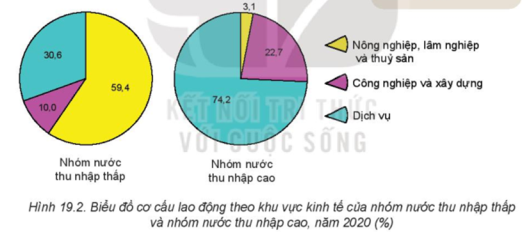 3,1
30,6
59,4
10,0
22,7
74,2
Nông nghiệp, lâm nghiệp
và thuỷ sản
Công nghiệp và xây dựng
Dịch vụ
KẾT NỐI TRI THỨC
VỚI CUỘC SỐNG
Nhóm nước
thu nhập thấp
Nhóm nước
thu nhập cao
Hình 19.2. Biểu đồ cơ cấu lao động theo khu vực kinh tế của nhóm nước thu nhập thấp
và nhóm nước thu nhập cao, năm 2020 (%)